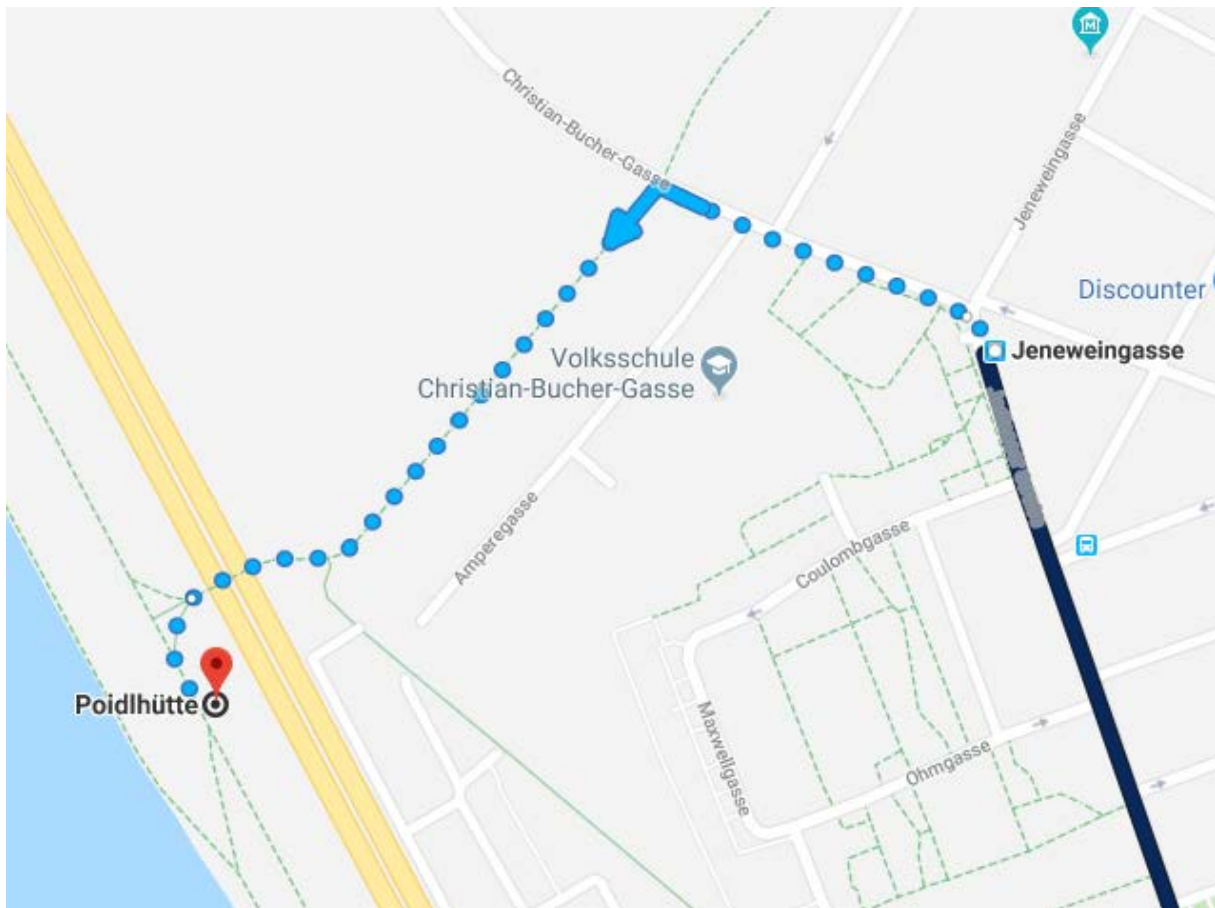 M
Christian-Bucher-Gasse
Jeneweingasse
Discounter
Jeneweingasse
Volksschule
Christian-Bucher-Gasse
Amperegasse
Coulombgasse
Poidlhütte
Maxwellgasse
Ohmgasse